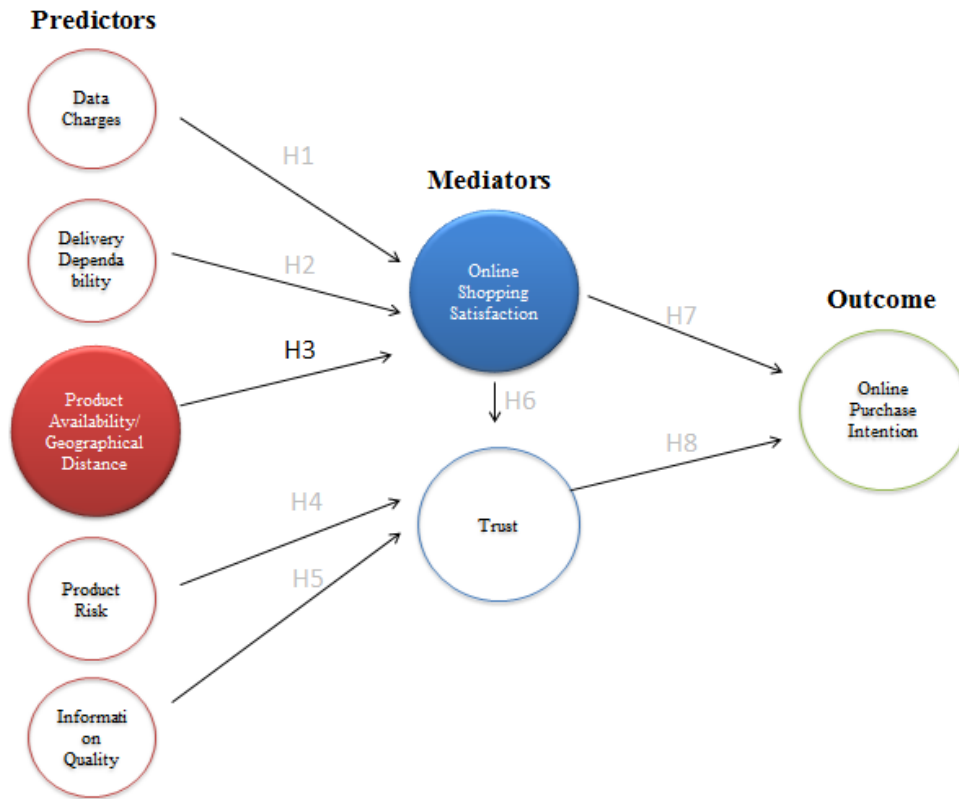 Predictors
Data
Charges
H1
Mediators
Delivery
Dependa
bility
H2
Online
Shopping
Satisfaction
Outcome
H7
H3
Product
Availability/
Geographical
Distance
H6
Online
Purchase
Intention
H8
H4
Trust
H5
Product
Risk
Informati
on
Quality